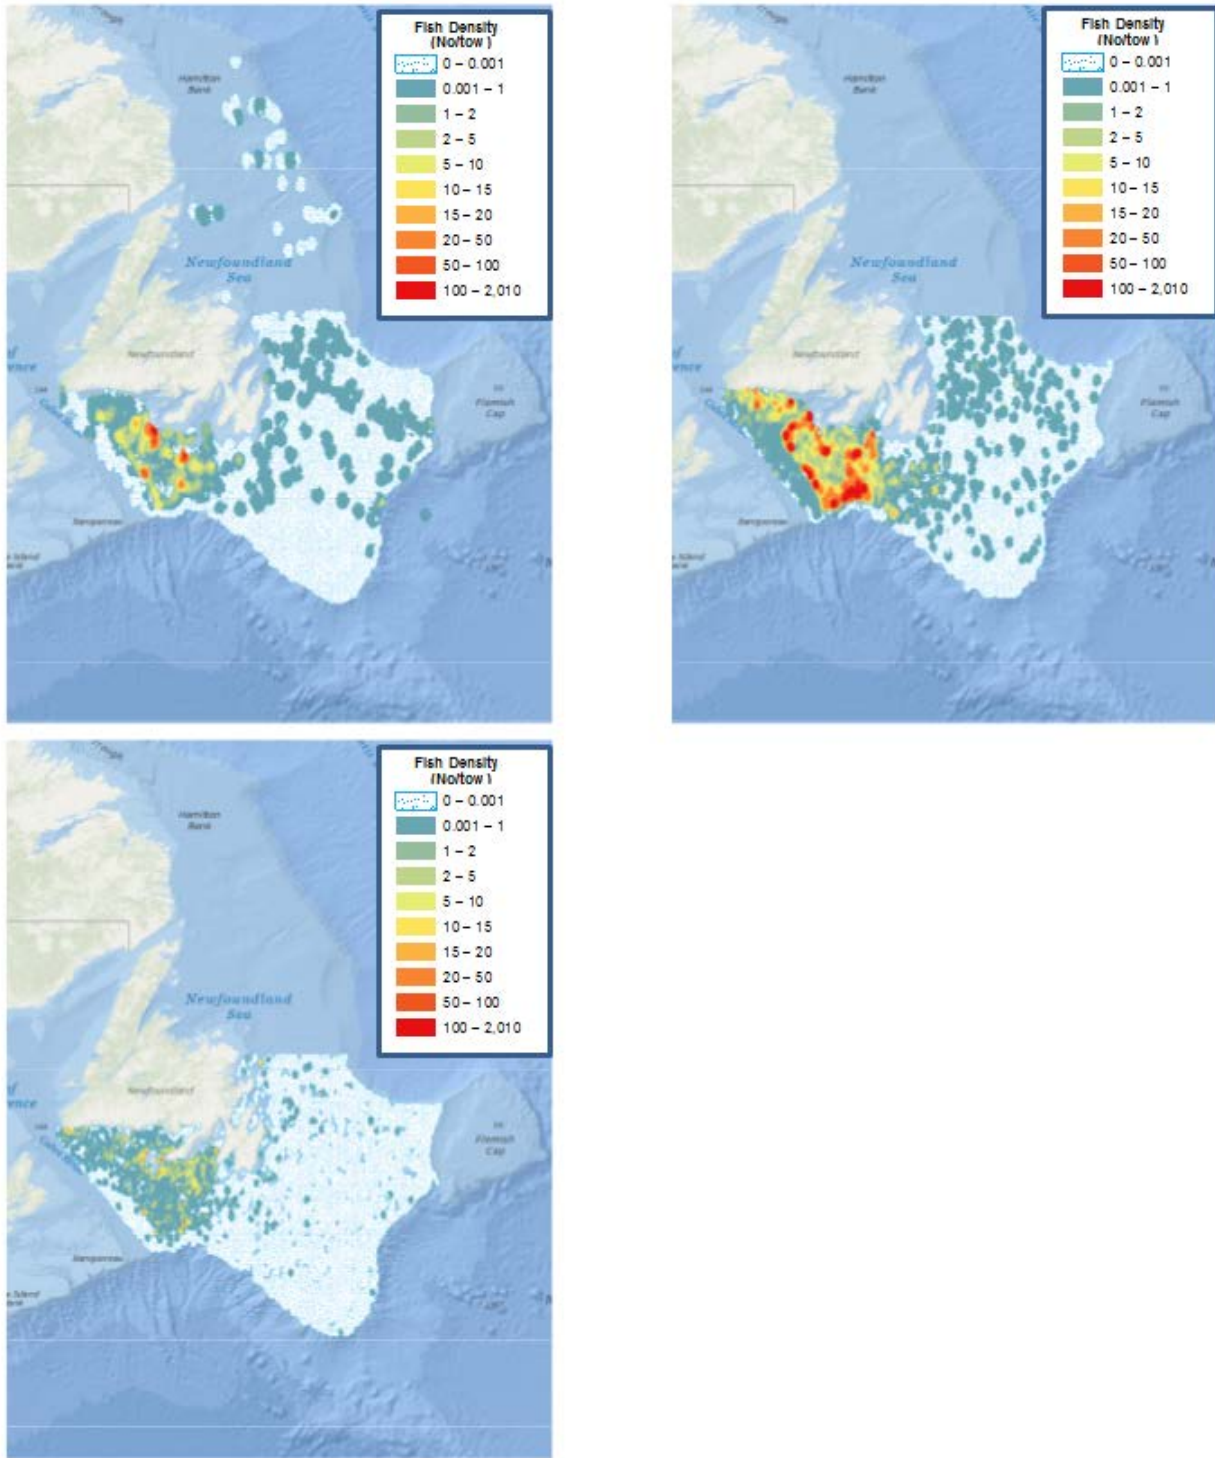 Fish Density
(No/tow)
0 – 0.001
0.001 – 1
1 – 2
2 – 5
5 – 10
10 – 15
15 – 20
20 – 50
50 – 100
100 – 2,010
Hamilton
Bank
Newfoundland
Sea
Newfoundland
Flemish
Cap
Fish Density
(No/tow)
0 – 0.001
0.001 – 1
1 – 2
2 – 5
5 – 10
10 – 15
15 – 20
20 – 50
50 – 100
100 – 2,010
Hamilton
Bank
Newfoundland
Sea
Newfoundland
Flemish
Cap
Fish Density
(No/tow)
0 – 0.001
0.001 – 1
1 – 2
2 – 5
5 – 10
10 – 15
15 – 20
20 – 50
50 – 100
100 – 2,010
Hamilton
Bank
Newfoundland
Sea
Newfoundland
Flemish
Cap